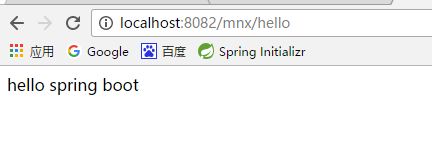 localhost:8082/mnx/hello
应用 Google 百度 Spring Initializr
hello spring boot